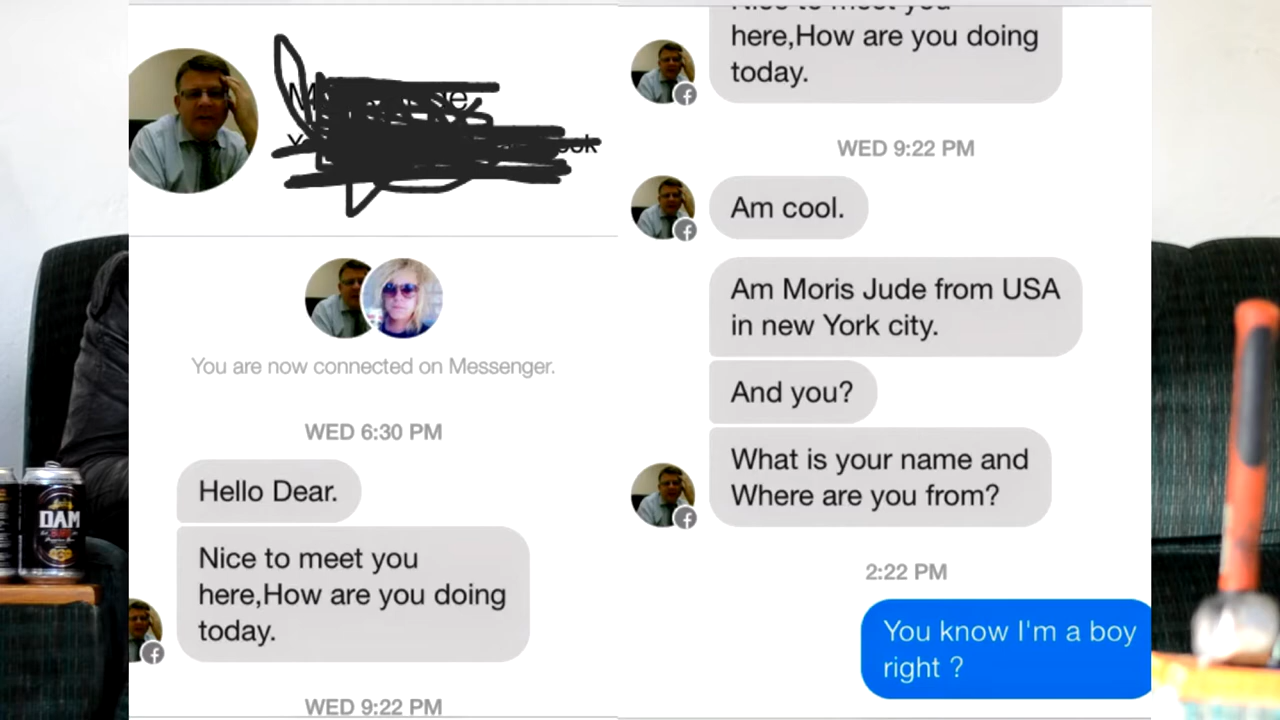 You are now connected on Messenger.
WED 6:30 PM
Hello Dear.
Nice to meet you
here,How are you doing
today.
WED 9:22 PM
here,How are you doing
today.
WED 9:22 PM
Am cool.
Am Moris Jude from USA
in new York city.
And you?
What is your name and
Where are you from?
2:22 PM
You know I'm a boy
right ?
DAM